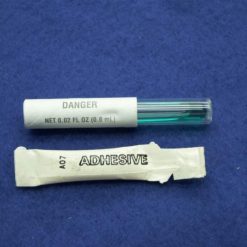 DANGER
NET 0.02 FL OZ (0.6 mL)
A07 ADHESIVE